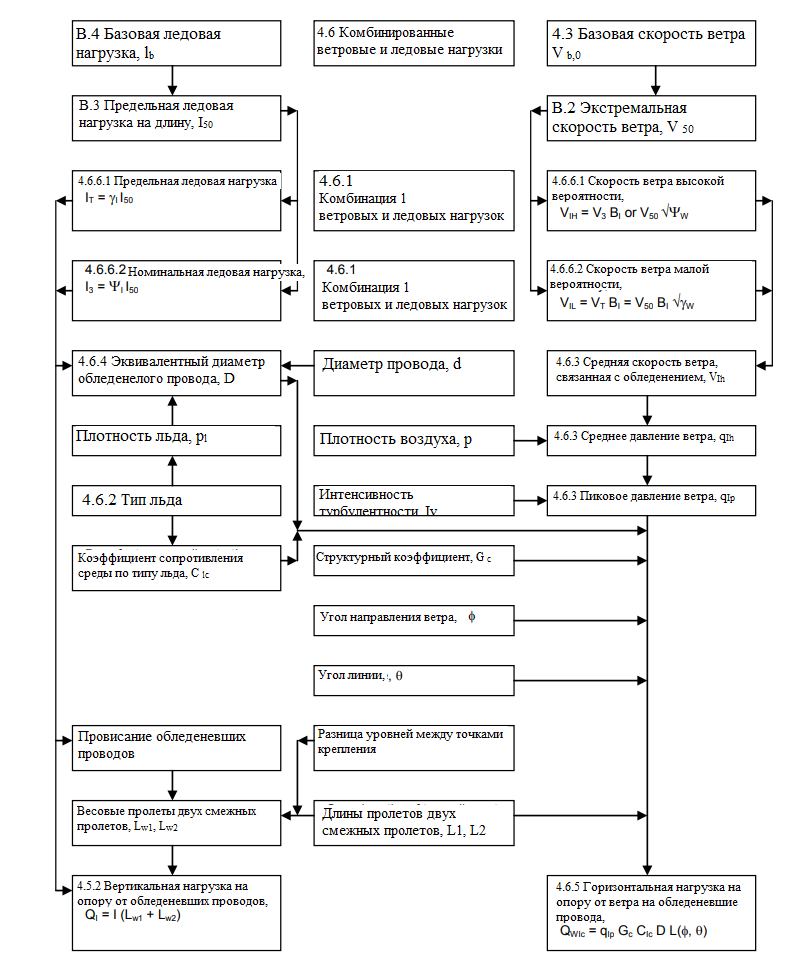 В.4 Базовая ледовая
нагрузка, lb
4.6 Комбинированные
ветровые и ледовые нагрузки
4.3 Базовая скорость ветра
V b,0
В.3 Предельная ледовая
нагрузка на длину, I50
В.2 Экстремальная
скорость ветра, V 50
4.6.6.1 Предельная ледовая нагрузка
IT = γI I50
4.6.1
Комбинация 1
ветровых и ледовых нагрузок
4.6.6.1 Скорость ветра высокой
вероятности,
VIH = V3 BI or V50 √ΨW
4.6.6.2 Номинальная ледовая нагрузка,
I3 = ΨI I50
4.6.1
Комбинация 1
ветровых и ледовых нагрузок
4.6.6.2 Скорость ветра малой
вероятности,
VIL = VT BI = V50 BI √γW
4.6.4 Эквивалентный диаметр
обледенелого провода, D
Диаметр провода, d
4.6.3 Средняя скорость ветра,
связанная с обледенением, VIh
Плотность льда, pI
Плотность воздуха, p
4.6.3 Среднее давление ветра, qIh
4.6.2 Тип льда
Интенсивность
турбулентности, Iv
4.6.3 Пиковое давление ветра, qIp
Коэффициент сопротивления
среды по типу льда, C Ic
Структурный коэффициент, G c
Угол направления ветра, ϕ
Угол линии, , θ
Провисание обледеневших
проводов
Разница уровней между точками
крепления
Весовые пролеты двух смежных
пролетов, Lw1, Lw2
Длины пролетов двух
смежных пролетов, L1, L2
4.5.2 Вертикальная нагрузка на
опору от обледеневших проводов,
QI = I (Lw1 + Lw2)
4.6.5 Горизонтальная нагрузка на
опору от ветра на обледеневшие
провода,
QWIc = qIp Gc CIc D L(ϕ, θ)